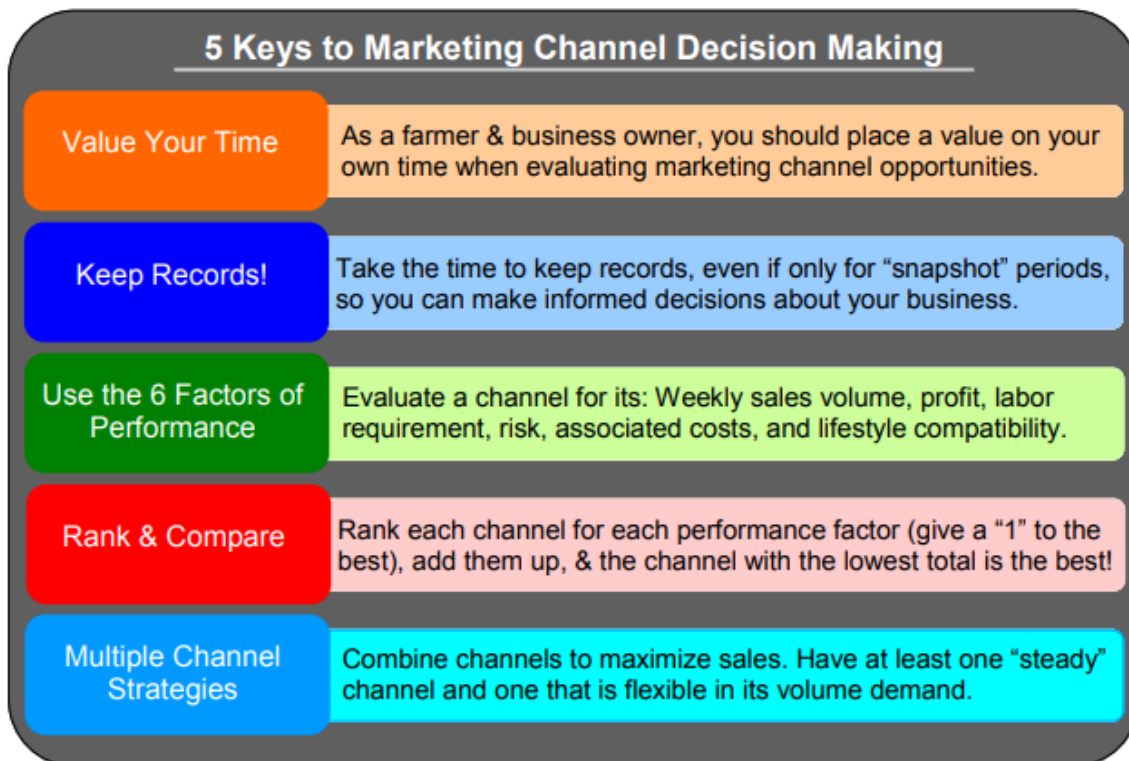 5 Keys to Marketing Channel Decision Making
Value Your Time
As a farmer & business owner, you should place a value on your
own time when evaluating marketing channel opportunities.
Keep Records!
Take the time to keep records, even if only for “snapshot” periods,
so you can make informed decisions about your business.
Use the 6 Factors of
Performance
Evaluate a channel for its: Weekly sales volume, profit, labor
requirement, risk, associated costs, and lifestyle compatibility.
Rank & Compare
Rank each channel for each performance factor (give a “1” to the
best), add them up, & the channel with the lowest total is the best!
Multiple Channel
Strategies
Combine channels to maximize sales. Have at least one “steady”
channel and one that is flexible in its volume demand.